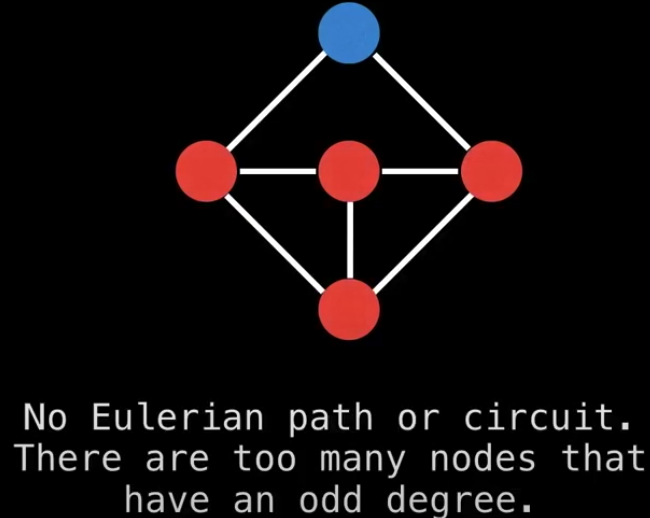 No Eulerian path or circuit.
There are too many nodes that
have an odd degree.